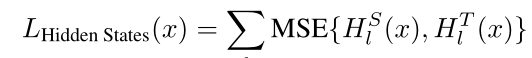 L_{Hidden States}(x) = ∑ MSE{H_l^S(x), H_l^T(x)}